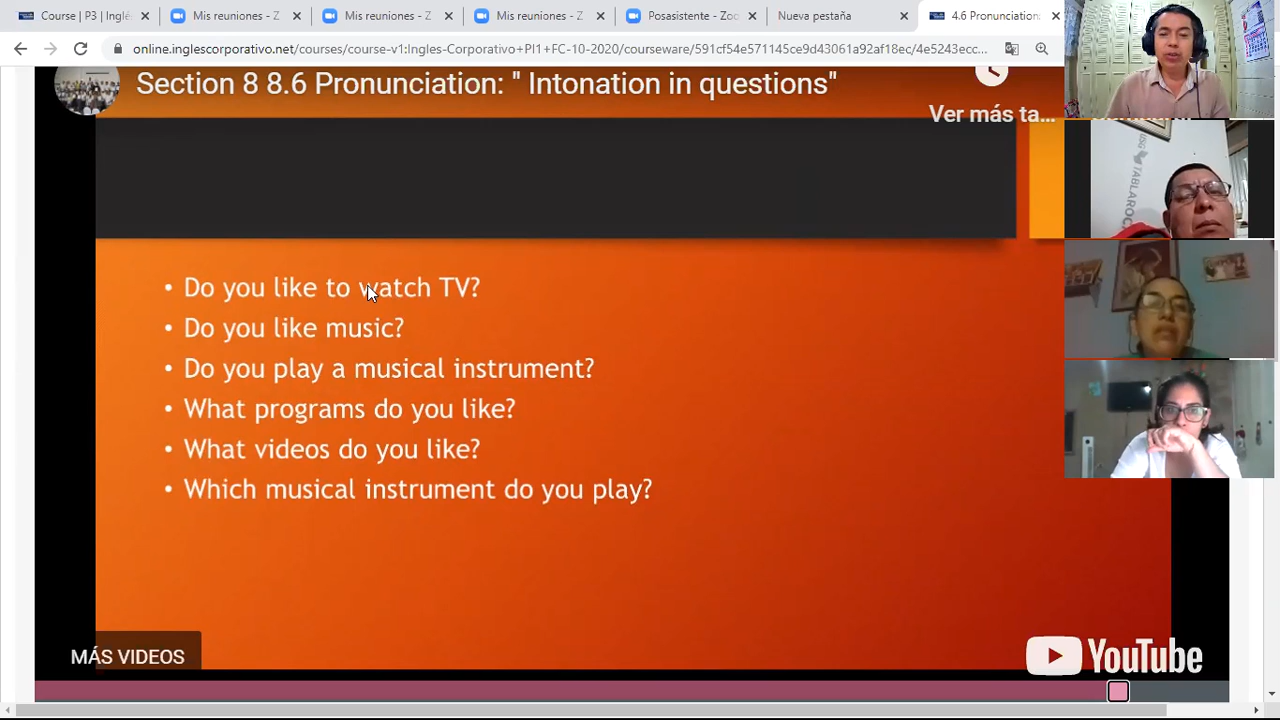 Course | P3 | Inglé
Mis reuniones - Z
Mis reuniones - Z
Mis reuniones - Z
Posasistente - Zoo
Nueva pestaña
4.6 Pronunciation:
online.inglescorporativo.net/courses/course-v1:Ingles-Corporativo+PI1+FC-10-2020/courseware/591cf54e571145ce9d43061a92af18ec/4e5243ecc...
Section 8 8.6 Pronunciation: " Intonation in questions"
Ver más ta...
USG
TABLAROC
• Do you like to watch TV?
• Do you like music?
• Do you play a musical instrument?
• What programs do you like?
• What videos do you like?
• Which musical instrument do you play?
MÁS VIDEOS
YouTube